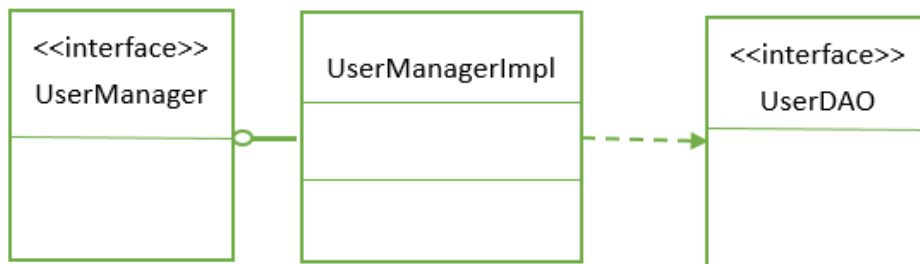 <<interface>>
UserManager
UserManagerImpl
<<interface>>
UserDAO